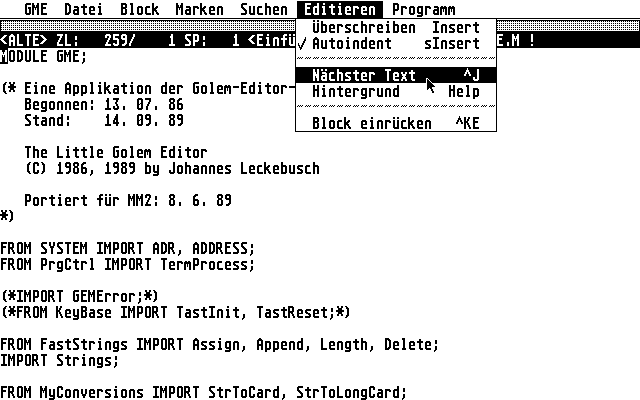 GME Datei Block Marken Suchen Editieren Programm
Überschreiben Insert
<ALTE> ZL: 259/ 1 SP: 1 <Einfü
✓ Autoindent sInsert
E.M !
MODULE GME;
Nächster Text ^J
(* Eine Applikation der Golem-Editor-
Hintergrund Help
Begonnen: 13. 07. 86
Stand: 14. 09. 89
Block einrücken ^KE
The Little Golem Editor
(C) 1986, 1989 by Johannes Leckebusch
Portiert für MM2: 8. 6. 89
*)
FROM SYSTEM IMPORT ADR, ADDRESS;
FROM PrgCtrl IMPORT TermProcess;
(*IMPORT GEMError;*)
(*FROM KeyBase IMPORT TastInit, TastReset;*)
FROM FastStrings IMPORT Assign, Append, Length, Delete;
IMPORT Strings;
FROM MyConversions IMPORT StrToCard, StrToLongCard;